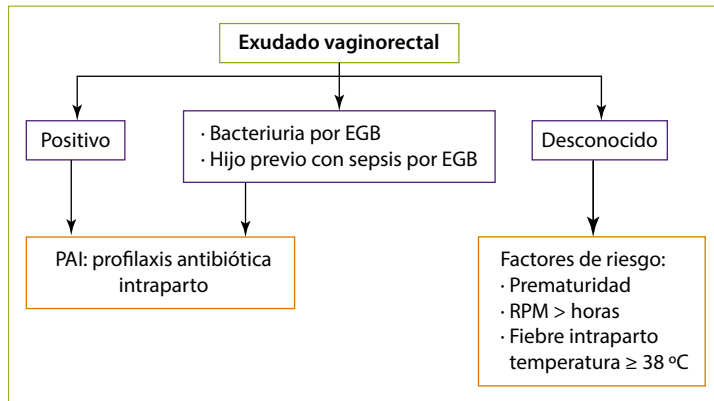 Exudado vaginorectal
Positivo
· Bacteriuria por EGB
· Hijo previo con sepsis por EGB
Desconocido
PAI: profilaxis antibiótica
intraparto
Factores de riesgo:
· Prematuridad
· RPM > horas
· Fiebre intraparto
temperatura ≥ 38 ºC